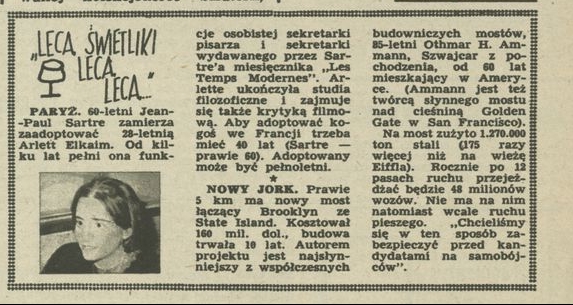 „LECĄ, ŚWIETLIKI
LECĄ,
LECĄ..."
PARYŻ. 60-letni Jean-
-Paul Sartre zamierza
zaadoptować 28-letnią
Arlett Elkaim. Od kil-
ku lat pełni ona funk-
cje osobistej sekretarki
pisarza i sekretarki
wydawanego przez Sar-
tre'a miesięcznika „Les
Temps Modernes". Ar-
lette ukończyła studia
filozoficzne i zajmuje
się także krytyką filmo-
wą. Aby adoptować ko-
goś we Francji trzeba
mieć 40 lat (Sartre —
prawie 60). Adoptowany
może być pełnoletni.
★
NOWY JORK. Prawie
5 km ma nowy most
łączący Brooklyn ze
State Island. Kosztował
160 mil. dol., budowa
trwała 10 lat. Autorem
projektu jest najsłyn-
niejszy z współczesnych
budowniczych mostów,
85-letni Othmar H. Am-
mann, Szwajcar z po-
chodzenia, od 60 lat
mieszkający w Amery-
ce. (Ammann jest też
twórcą słynnego mostu
nad cieśniną Golden
Gate w San Francisco).
Na most zużyto 1.270.000
ton stali (175 razy
więcej niż na wieżę
Eiffla). Rocznie po 12
pasach ruchu przejeż-
dżać będzie 48 milionów
wozów. Nie ma na nim
natomiast wcale ruchu
pieszego. „Chcieliśmy
się w ten sposób za-
bezpieczyć przed kan-
dydatami na samobój-
ców".